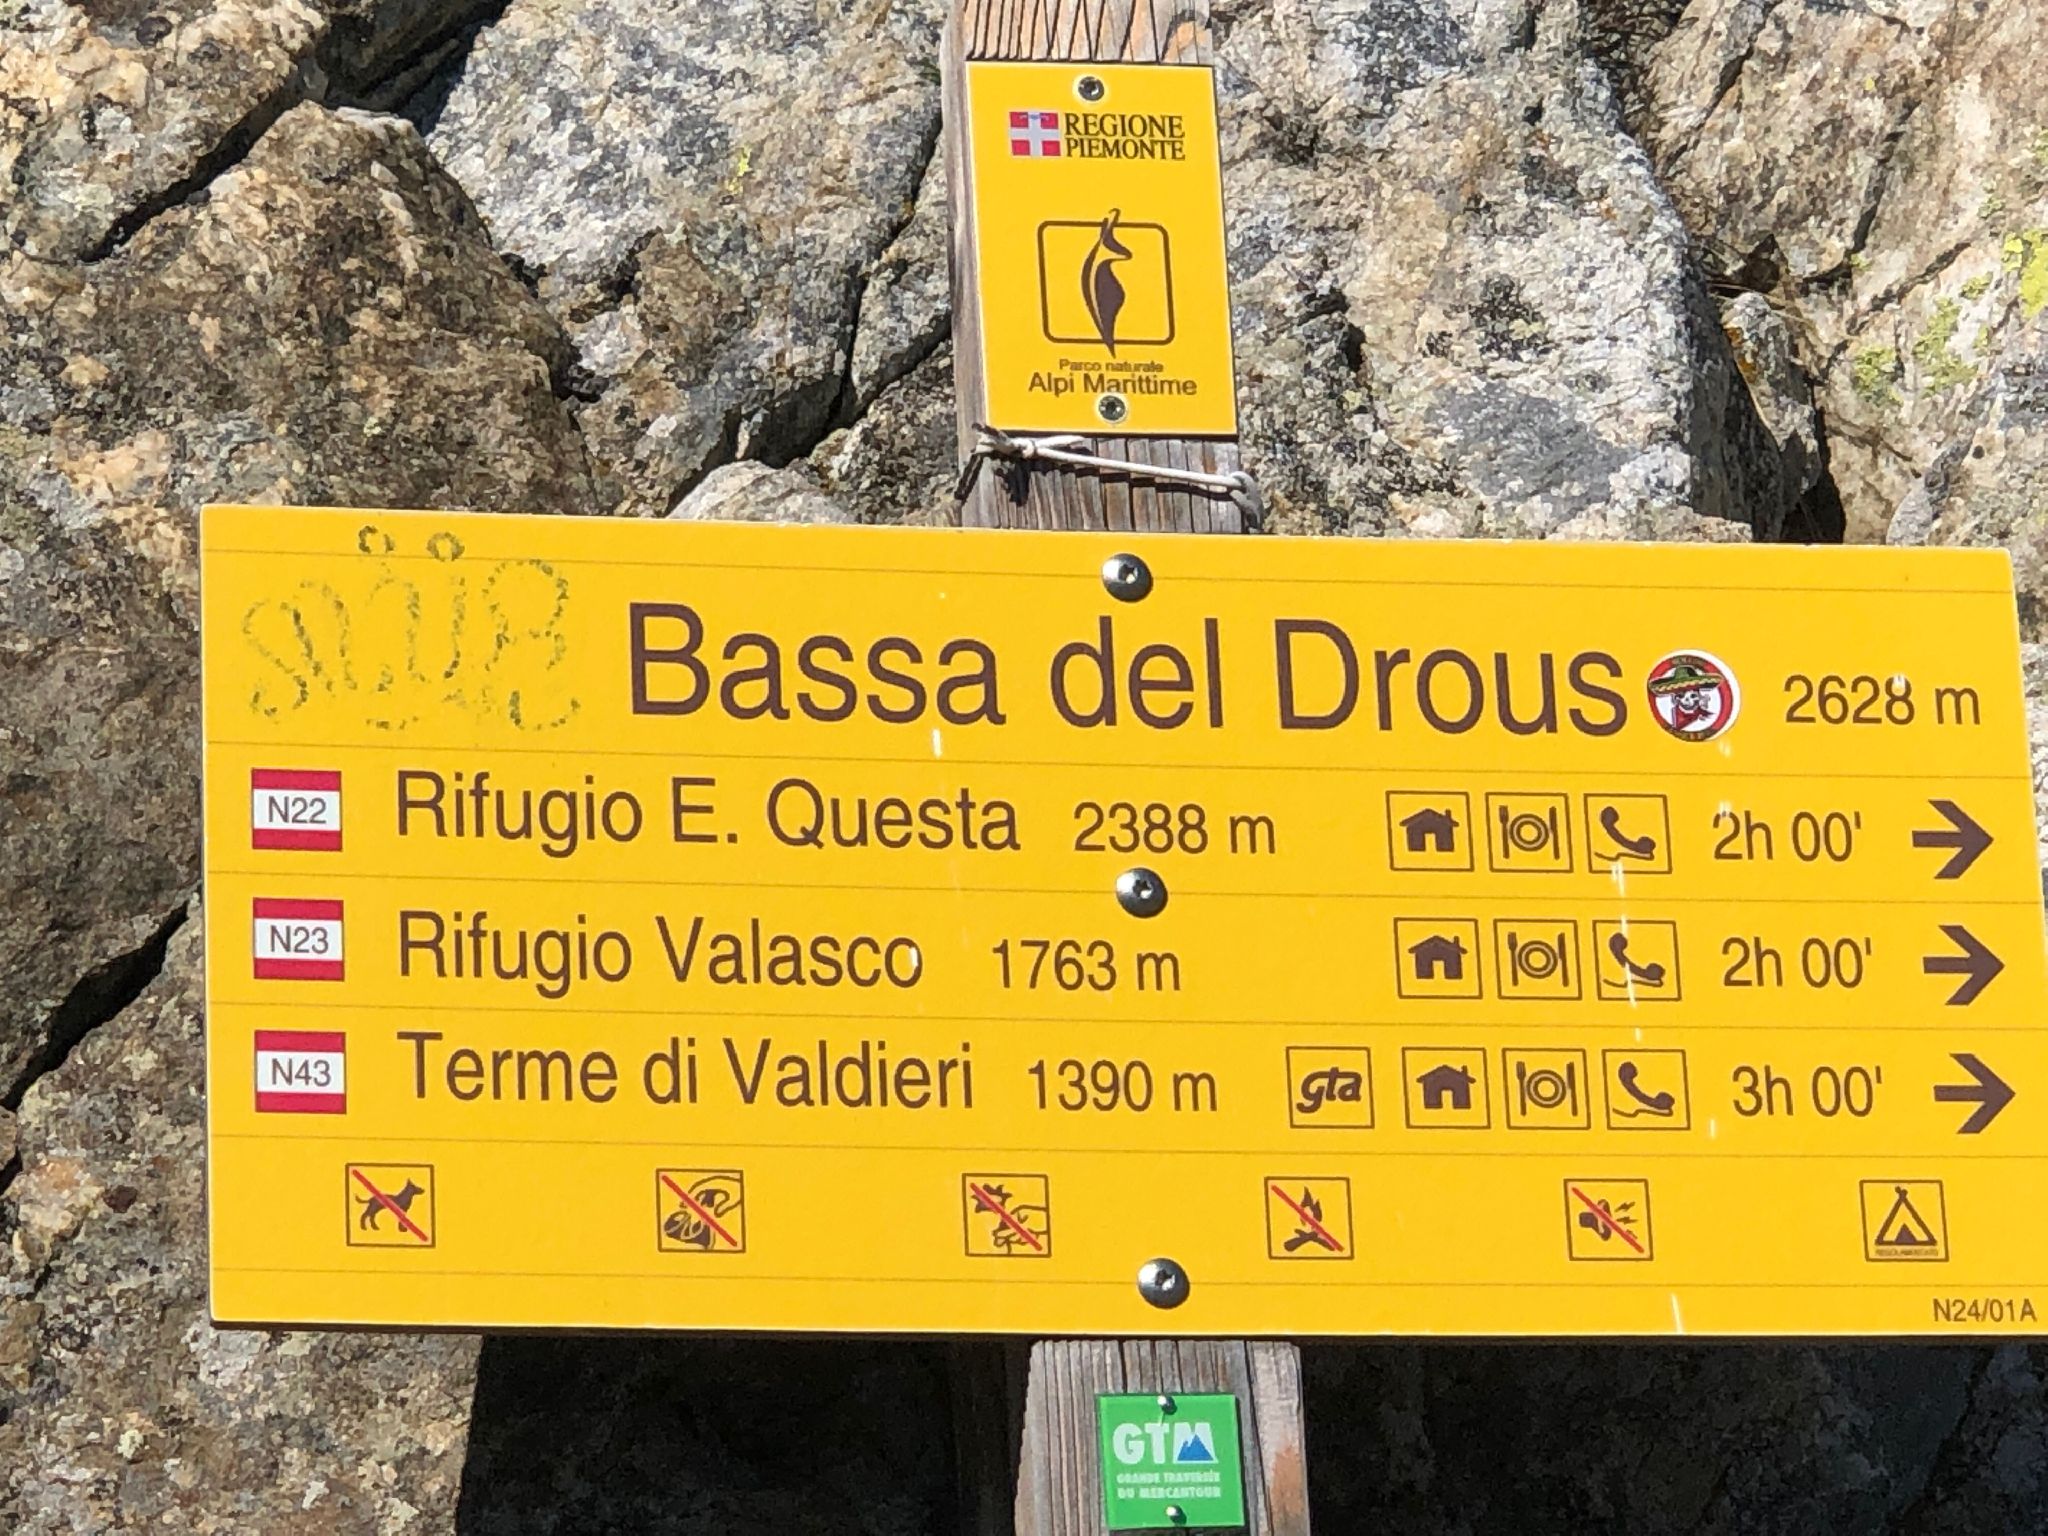 REGIONE
PIEMONTE
Parco naturale
Alpi Marittime
Bassa del Drous 2628 m
N22 Rifugio E. Questa 2388 m 2h 00'
N23 Rifugio Valasco 1763 m 2h 00'
N43 Terme di Valdieri 1390 m gta 3h 00'
REGOLAMENTATO
N24/01A
GTM
GRANDE TRAVERSÉE
DU MERCANTOUR